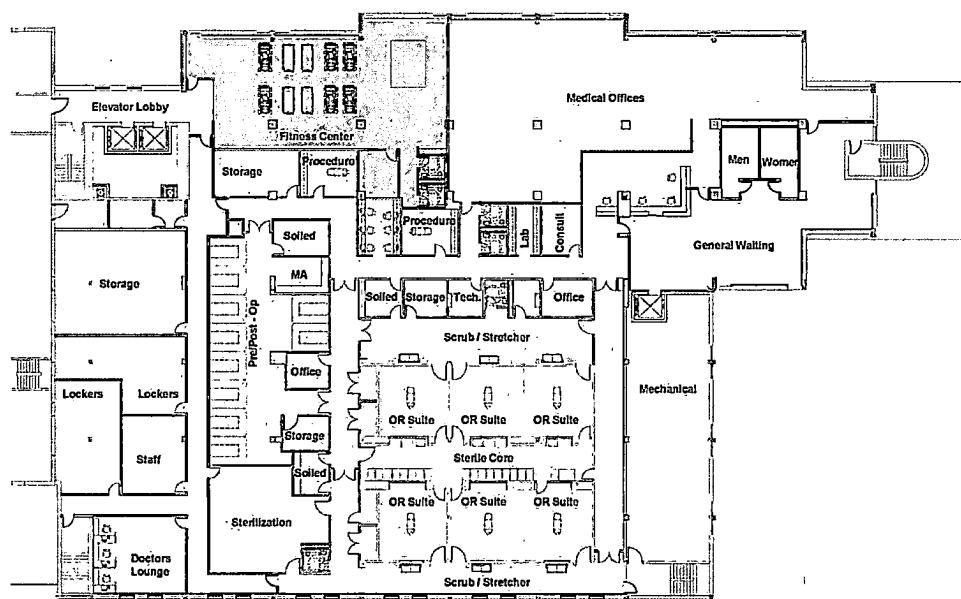 Elevator Lobby
Medical Offices
Fitness Center
Storage
Procedure
Men
Women
Procedure
Soiled
Lab
Consult
General Waiting
MA
Storage
Soiled
Storage
Tech.
Office
Pre/Post - Op
Scrub / Stretcher
Office
Mechanical
Lockers
Lockers
OR Suite
OR Suite
OR Suite
Storage
Staff
Sterile Core
Soiled
OR Suite
OR Suite
OR Suite
Sterilization
Doctors
Lounge
Scrub / Stretcher